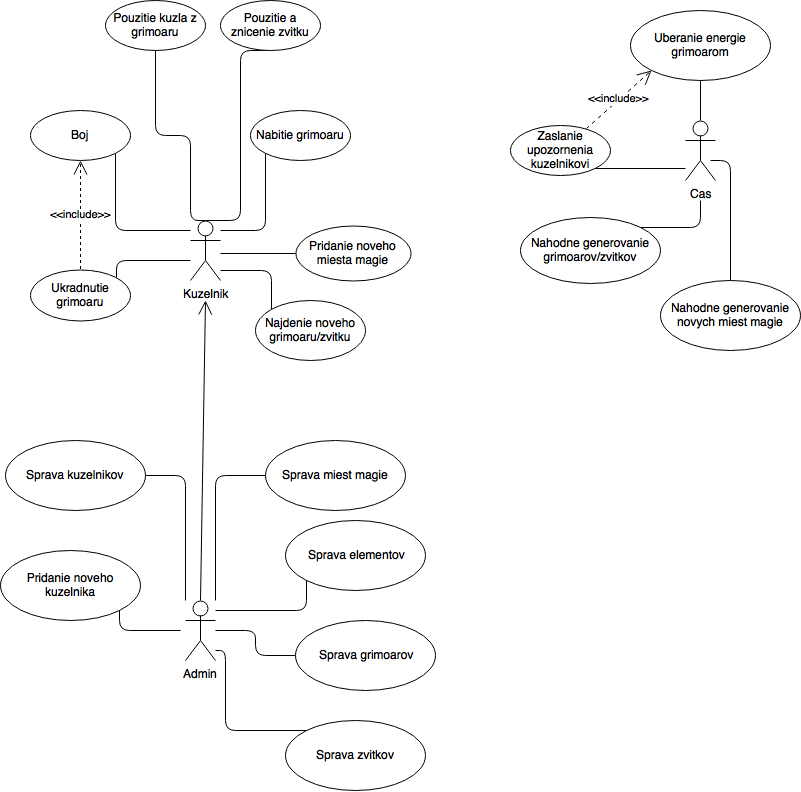 Pouzitie kuzla z
grimoaru
Pouzitie a
znicenie zvitku
Boj
Nabitie grimoaru
<<include>>
Ukradnutie
grimoaru
Kuzelnik
Pridanie noveho
miesta magie
Najdenie noveho
grimoaru/zvitku
Uberanie energie
grimoarom
<<include>>
Zaslanie
upozornenia
kuzelnikovi
Cas
Nahodne generovanie
grimoarov/zvitkov
Nahodne generovanie
novych miest magie
Sprava kuzelnikov
Sprava miest magie
Sprava elementov
Pridanie noveho
kuzelnika
Sprava grimoarov
Admin
Sprava zvitkov